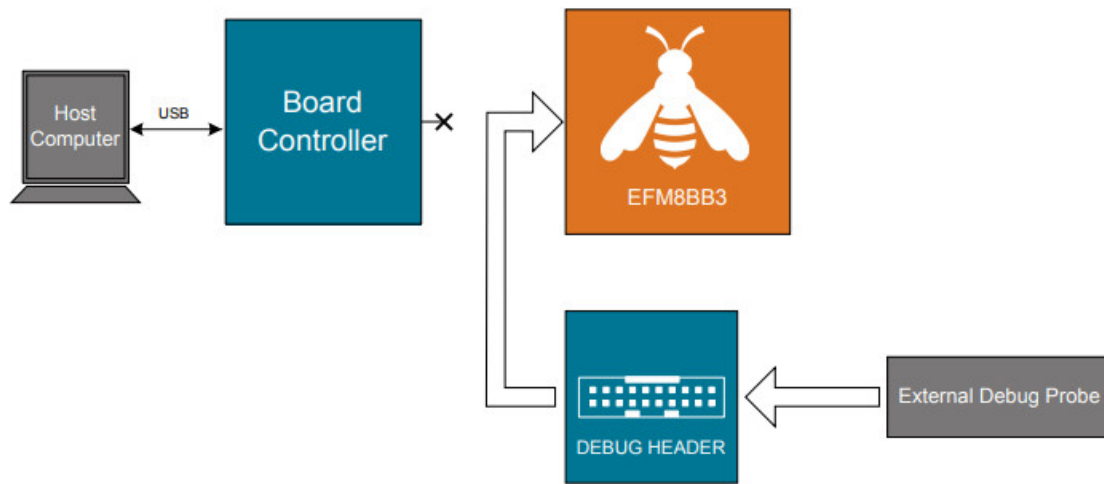 Host
Computer
USB
Board
Controller
EFM8BB3
DEBUG HEADER
External Debug Probe